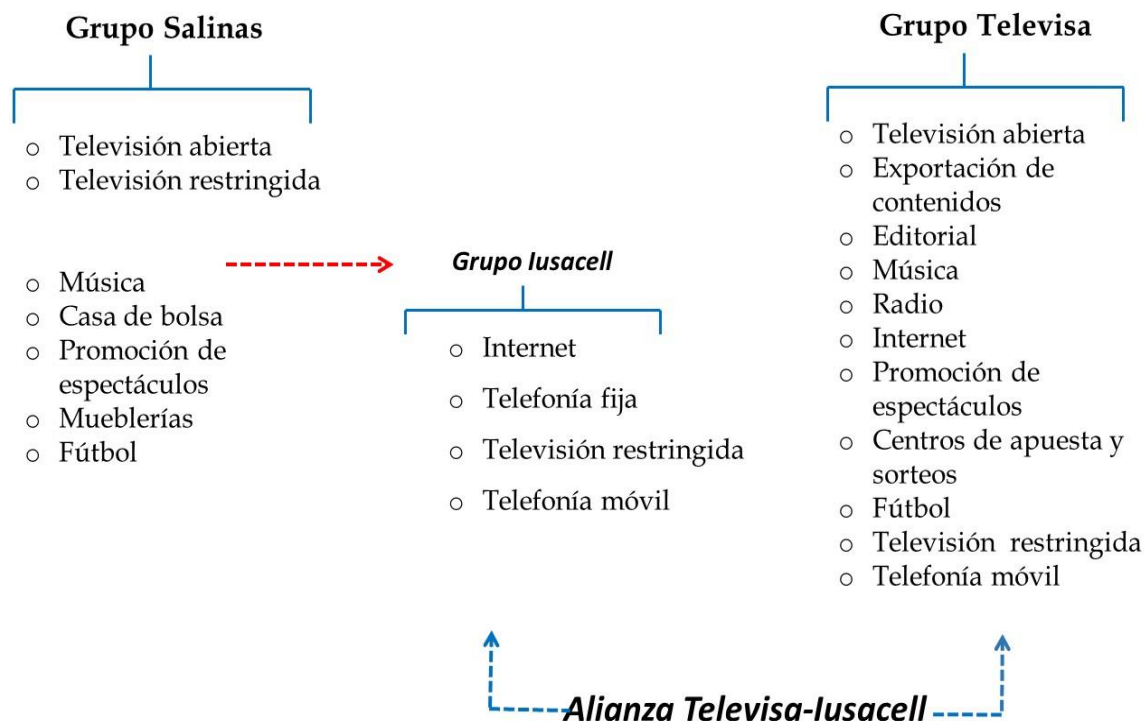 Grupo Salinas
○ Televisión abierta
○ Televisión restringida
○ Música
○ Casa de bolsa
○ Promoción de
espectáculos
○ Mueblerías
○ Fútbol
Grupo Iusacell
○ Internet
○ Telefonía fija
○ Televisión restringida
○ Telefonía móvil
Grupo Televisa
○ Televisión abierta
○ Exportación de
contenidos
○ Editorial
○ Música
○ Radio
○ Internet
○ Promoción de
espectáculos
○ Centros de apuesta y
sorteos
○ Fútbol
○ Televisión restringida
○ Telefonía móvil
Alianza Televisa-Iusacell